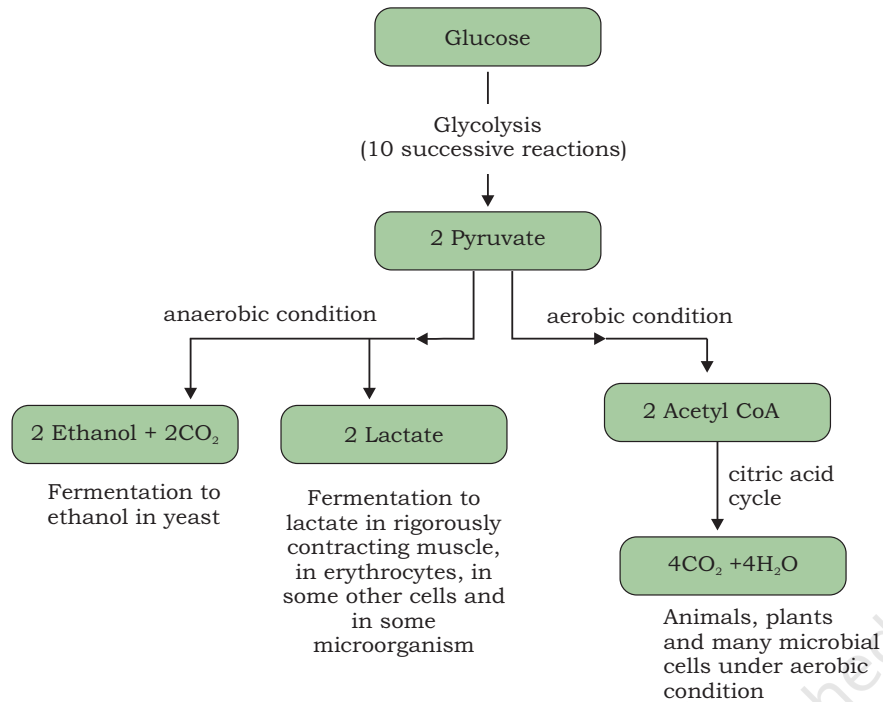 Glucose
Glycolysis
(10 successive reactions)
2 Pyruvate
anaerobic condition
aerobic condition
2 Ethanol + 2CO₂
2 Lactate
2 Acetyl CoA
Fermentation to
ethanol in yeast
Fermentation to
lactate in rigorously
contracting muscle,
in erythrocytes, in
some other cells and
in some
microorganism
citric acid
cycle
4CO₂ +4H₂O
Animals, plants
and many microbial
cells under aerobic
condition